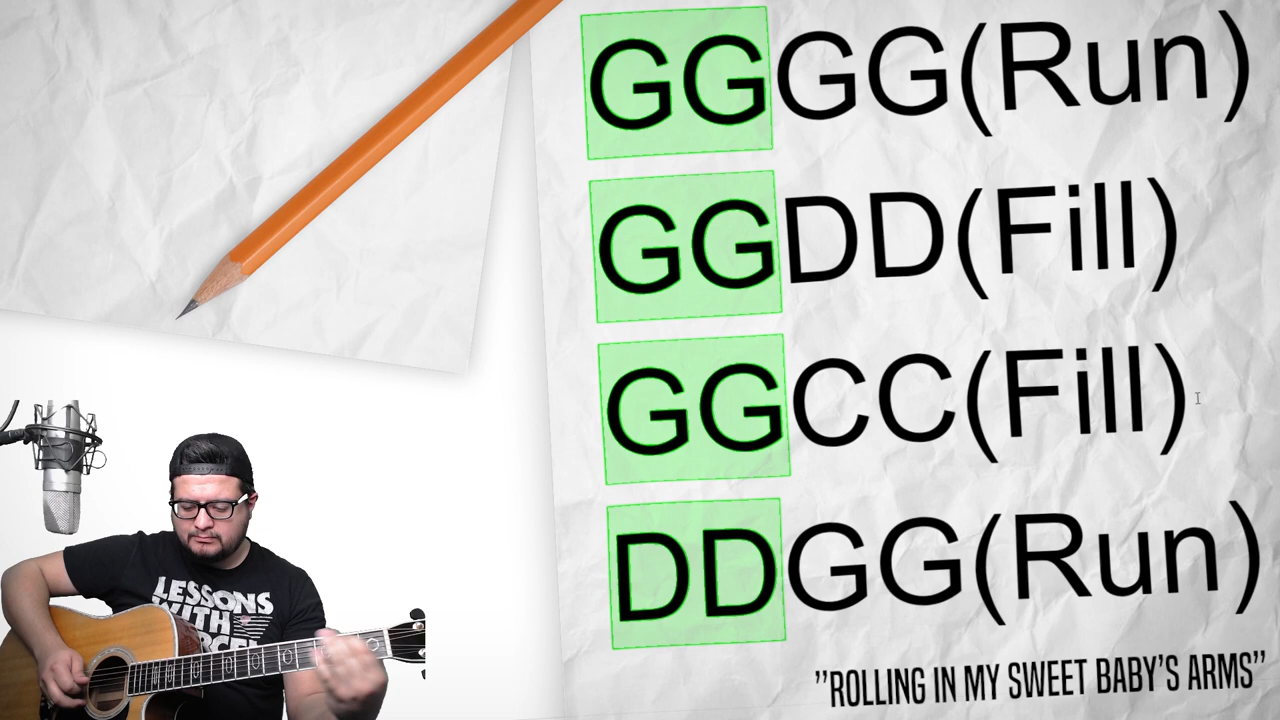 GGGG(Run)
GGDD(Fill)
GGCC(Fill)
DDGG(Run)
"ROLLING IN MY SWEET BABY'S ARMS"
LESSONS
WITH